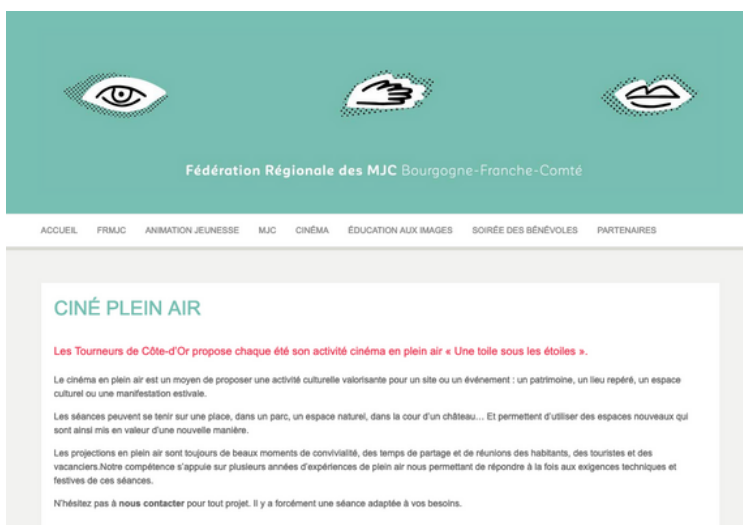 Fédération Régionale des MJC Bourgogne-Franche-Comté
ACCUEIL FRMJC ANIMATION JEUNESSE MJC CINÉMA ÉDUCATION AUX IMAGES SOIRÉE DES BÉNÉVOLES PARTENAIRES
CINÉ PLEIN AIR
Les Tourneurs de Côte-d'Or propose chaque été son activité cinéma en plein air « Une toile sous les étoiles ».
Le cinéma en plein air est un moyen de proposer une activité culturelle valorisante pour un site ou un événement : un patrimoine, un lieu repéré, un espace
culturel ou une manifestation estivale.
Les séances peuvent se tenir sur une place, dans un parc, un espace naturel, dans la cour d'un château… Et permettent d'utiliser des espaces nouveaux qui
sont ainsi mis en valeur d'une nouvelle manière.
Les projections en plein air sont toujours de beaux moments de convivialité, des temps de partage et de réunions des habitants, des touristes et des
vacanciers.Notre compétence s'appuie sur plusieurs années d'expériences de plein air nous permettant de répondre à la fois aux exigences techniques et
festives de ces séances.
N'hésitez pas à nous contacter pour tout projet. Il y a forcément une séance adaptée à vos besoins.